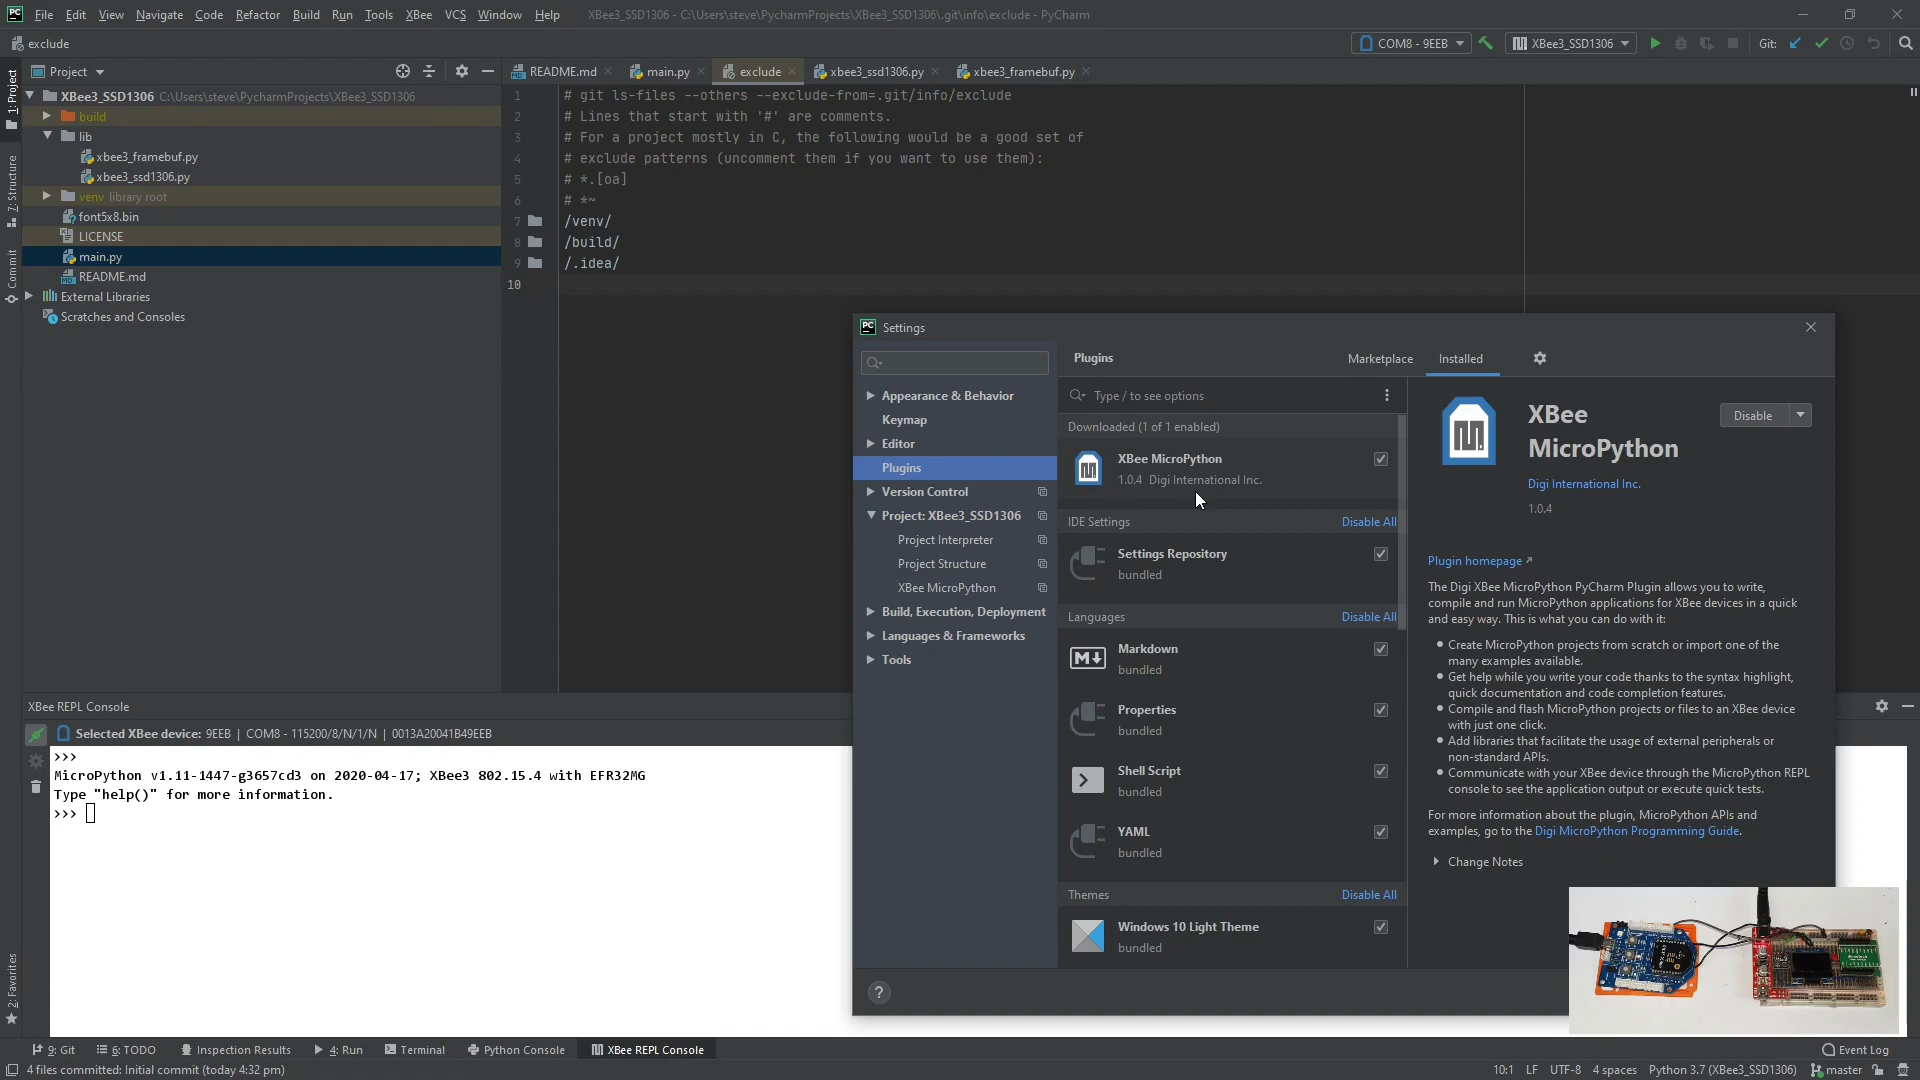 PC File Edit View Navigate Code Refactor Build Run Tools XBee VCS Window Help XBee3_SSD1306 - C:\Users\steve\PycharmProjects\XBee3_SSD1306\.git\info\exclude - PyCharm
exclude COM8 - 9EEB XBee3_SSD1306 Git:
Project README.md main.py exclude xbee3_ssd1306.py xbee3_framebuf.py
1: Project
7: Structure
Commit
2: Favorites
XBee3_SSD1306 C:\Users\steve\PycharmProjects\XBee3_SSD1306
build
lib
xbee3_framebuf.py
xbee3_ssd1306.py
venv library root
font5x8.bin
LICENSE
main.py
README.md
External Libraries
Scratches and Consoles
1 # git ls-files --others --exclude-from=.git/info/exclude
2 # Lines that start with '#' are comments.
3 # For a project mostly in C, the following would be a good set of
4 # exclude patterns (uncomment them if you want to use them):
5 # *.[oa]
6 # *~
7 /venv/
8 /build/
9 /.idea/
10
PC Settings
Appearance & Behavior
Keymap
Editor
Plugins
Version Control
Project: XBee3_SSD1306
Project Interpreter
Project Structure
XBee MicroPython
Build, Execution, Deployment
Languages & Frameworks
Tools
?
Plugins Marketplace Installed
Type / to see options
Downloaded (1 of 1 enabled)
XBee MicroPython
1.0.4 Digi International Inc.
IDE Settings Disable All
Settings Repository
bundled
Languages Disable All
M↓ Markdown
bundled
Properties
bundled
Shell Script
bundled
YAML
bundled
Themes Disable All
Windows 10 Light Theme
bundled
XBee
MicroPython
Disable
Digi International Inc.
1.0.4
Plugin homepage
The Digi XBee MicroPython PyCharm Plugin allows you to write,
compile and run MicroPython applications for XBee devices in a quick
and easy way. This is what you can do with it:
Create MicroPython projects from scratch or import one of the
many examples available.
Get help while you write your code thanks to the syntax highlight,
quick documentation and code completion features.
Compile and flash MicroPython projects or files to an XBee device
with just one click.
Add libraries that facilitate the usage of external peripherals or
non-standard APIs.
Communicate with your XBee device through the MicroPython REPL
console to see the application output or execute quick tests.
For more information about the plugin, MicroPython APIs and
examples, go to the Digi MicroPython Programming Guide.
Change Notes
XBee REPL Console
Selected XBee device: 9EEB | COM8 - 115200/8/N/1/N | 0013A20041B49EEB
>>>
MicroPython v1.11-1447-g3657cd3 on 2020-04-17; XBee3 802.15.4 with EFR32MG
Type "help()" for more information.
>>>
9: Git 6: TODO Inspection Results 4: Run Terminal Python Console XBee REPL Console Event Log
4 files committed: Initial commit (today 4:32 pm) 10:1 LF UTF-8 4 spaces Python 3.7 (XBee3_SSD1306) master